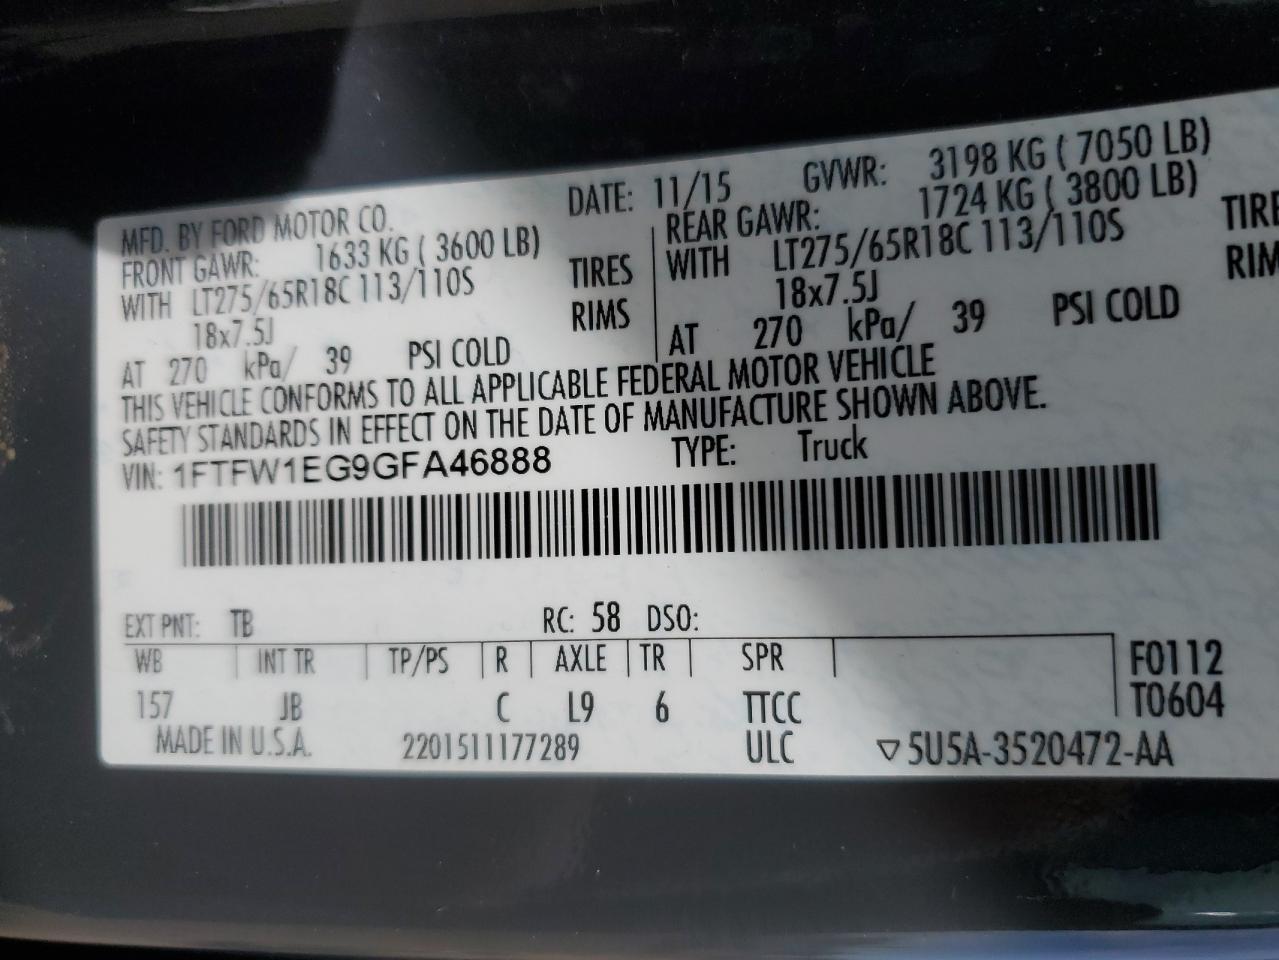 MFD. BY FORD MOTOR CO. DATE: 11/15 GVWR: 3198 KG ( 7050 LB)
FRONT GAWR: 1633 KG ( 3600 LB) REAR GAWR: 1724 KG ( 3800 LB)
WITH LT275/65R18C 113/110S TIRES WITH LT275/65R18C 113/110S TIRE
18x7.5J RIMS 18x7.5J RIM
AT 270 kPa/ 39 PSI COLD AT 270 kPa/ 39 PSI COLD
THIS VEHICLE CONFORMS TO ALL APPLICABLE FEDERAL MOTOR VEHICLE
SAFETY STANDARDS IN EFFECT ON THE DATE OF MANUFACTURE SHOWN ABOVE.
VIN: 1FTFW1EG9GFA46888 TYPE: Truck
EXT PNT: TB RC: 58 DSO:
WB INT TR TP/PS R AXLE TR SPR F0112
157 JB C L9 6 TTCC T0604
MADE IN U.S.A. 2201511177289 ULC ▽5U5A-3520472-AA